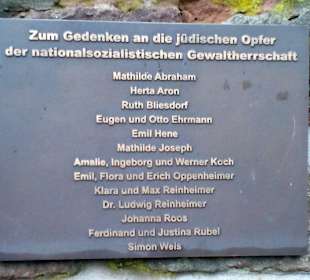 Zum Gedenken an die jüdischen Opfer
der nationalsozialistischen Gewaltherrschaft
Mathilde Abraham
Herta Aron
Ruth Bliesdorf
Eugen und Otto Ehrmann
Emil Hene
Mathilde Joseph
Amalie, Ingeborg und Werner Koch
Emil, Flora und Erich Oppenheimer
Klara und Max Reinheimer
Dr. Ludwig Reinheimer
Johanna Roos
Ferdinand und Justina Rubel
Simon Weis